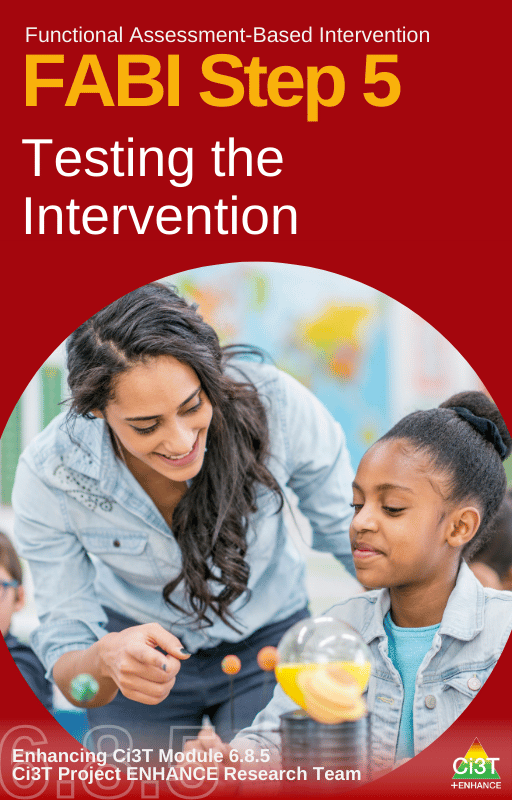 Functional Assessment-Based Intervention
FABI Step 5
Testing the
Intervention
6.8.5
Enhancing Ci3T Module 6.8.5
Ci3T Project ENHANCE Research Team
Ci3T
+ENHANCE